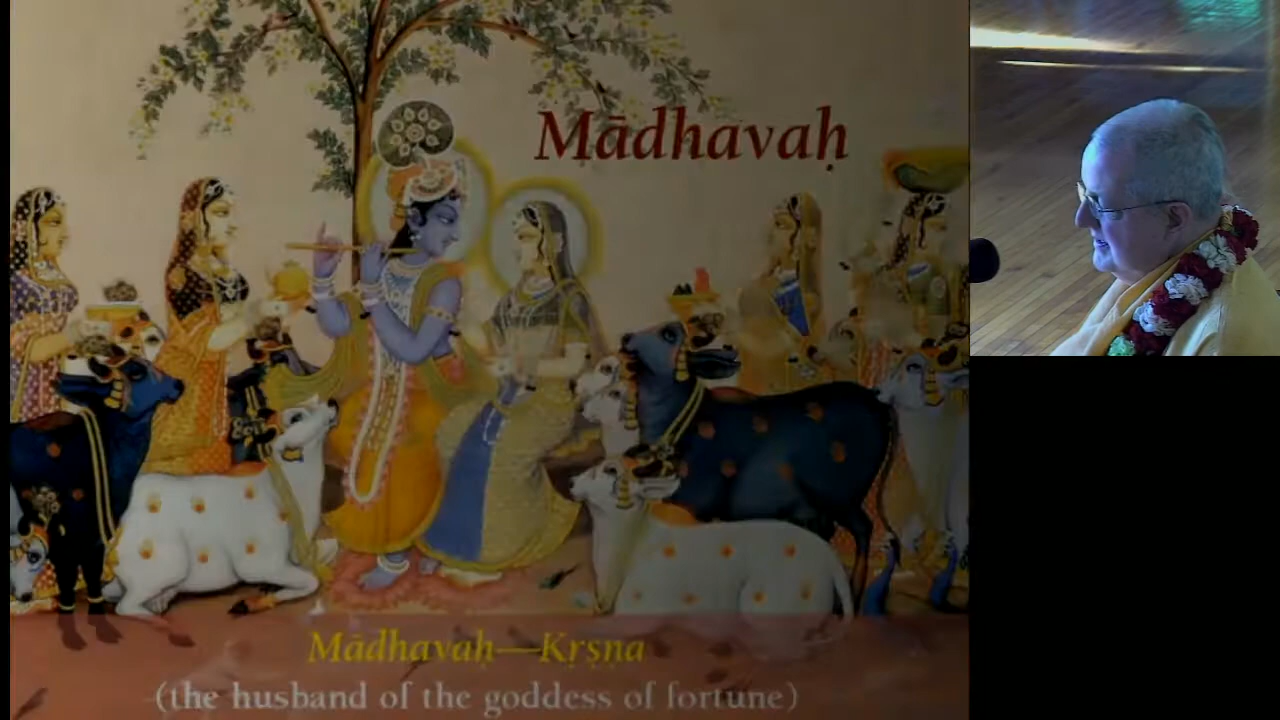 Mādhavaḥ
Mādhavaḥ—Kṛṣṇa
(the husband of the goddess of fortune)